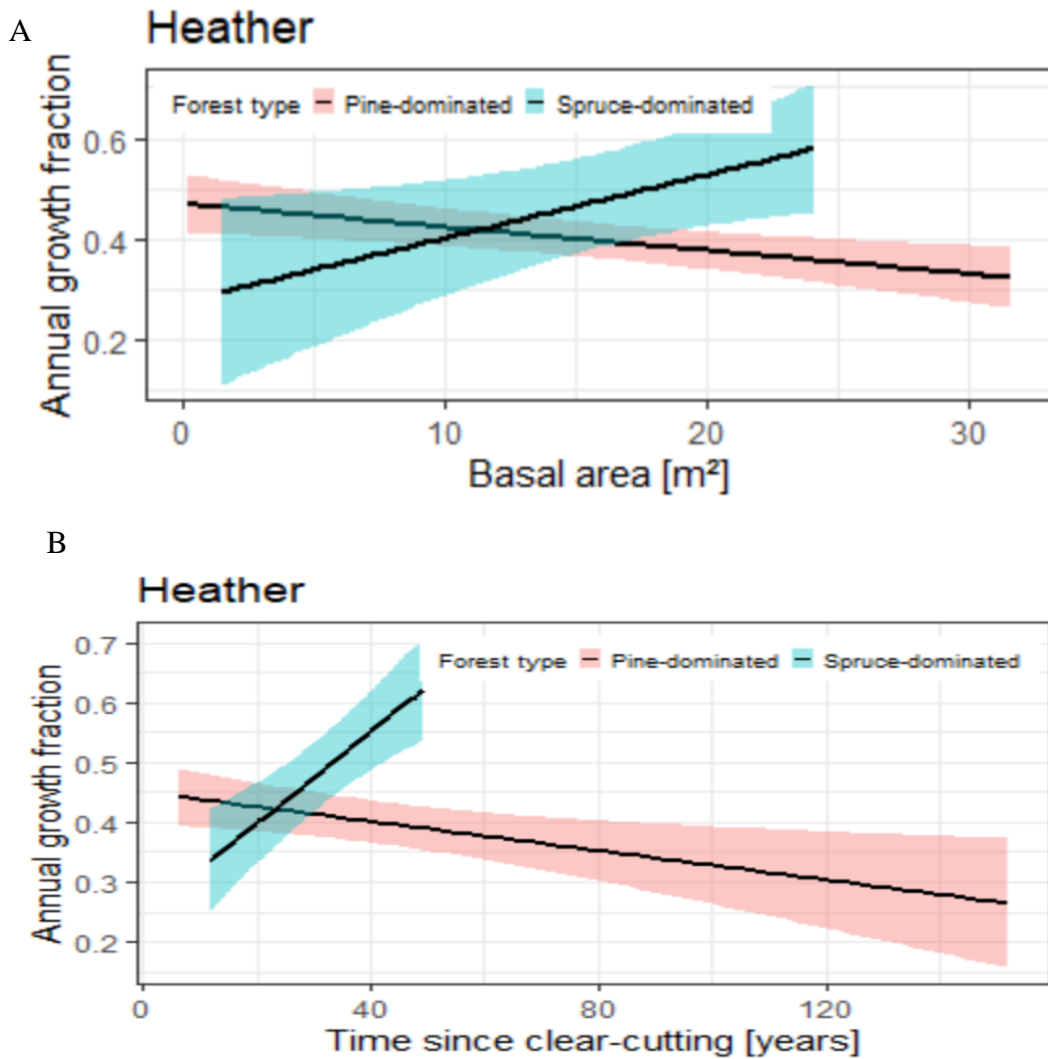 A
Heather
Forest type Pine-dominated Spruce-dominated
Annual growth fraction
0.6
0.4
0.2
0 10 20 30
Basal area [m²]
B
Heather
Forest type Pine-dominated Spruce-dominated
Annual growth fraction
0.7
0.6
0.5
0.4
0.3
0.2
0 40 80 120
Time since clear-cutting [years]